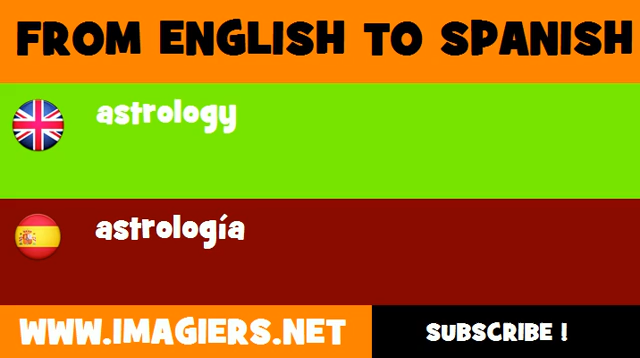 FROM ENGLISH TO SPANISH
astrology
astrología
WWW.IMAGIERS.NET
SUBSCRIBE !